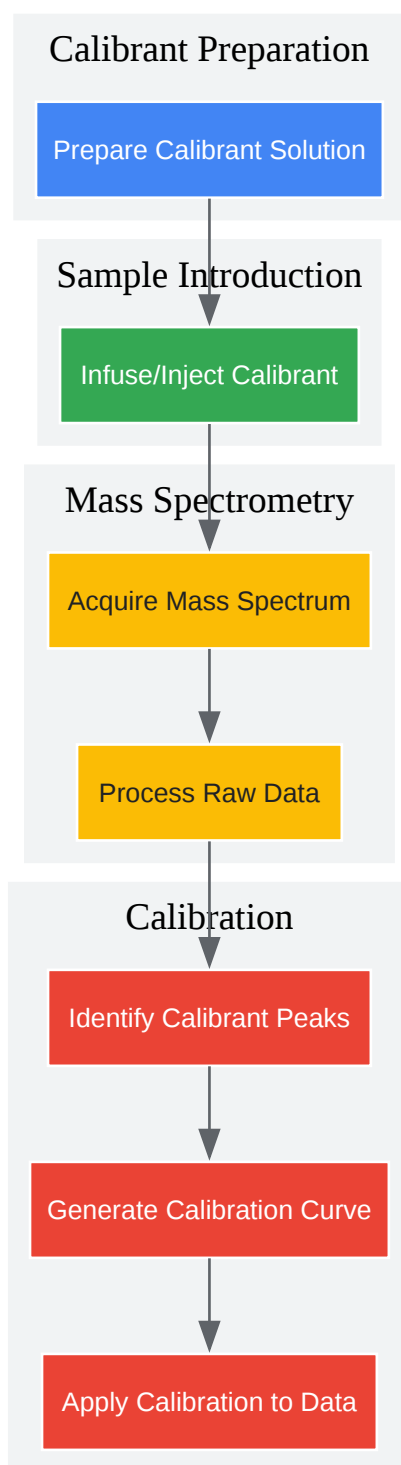 Calibrant Preparation
Prepare Calibrant Solution
Sample Introduction
Infuse/Inject Calibrant
Mass Spectrometry
Acquire Mass Spectrum
Process Raw Data
Calibration
Identify Calibrant Peaks
Generate Calibration Curve
Apply Calibration to Data